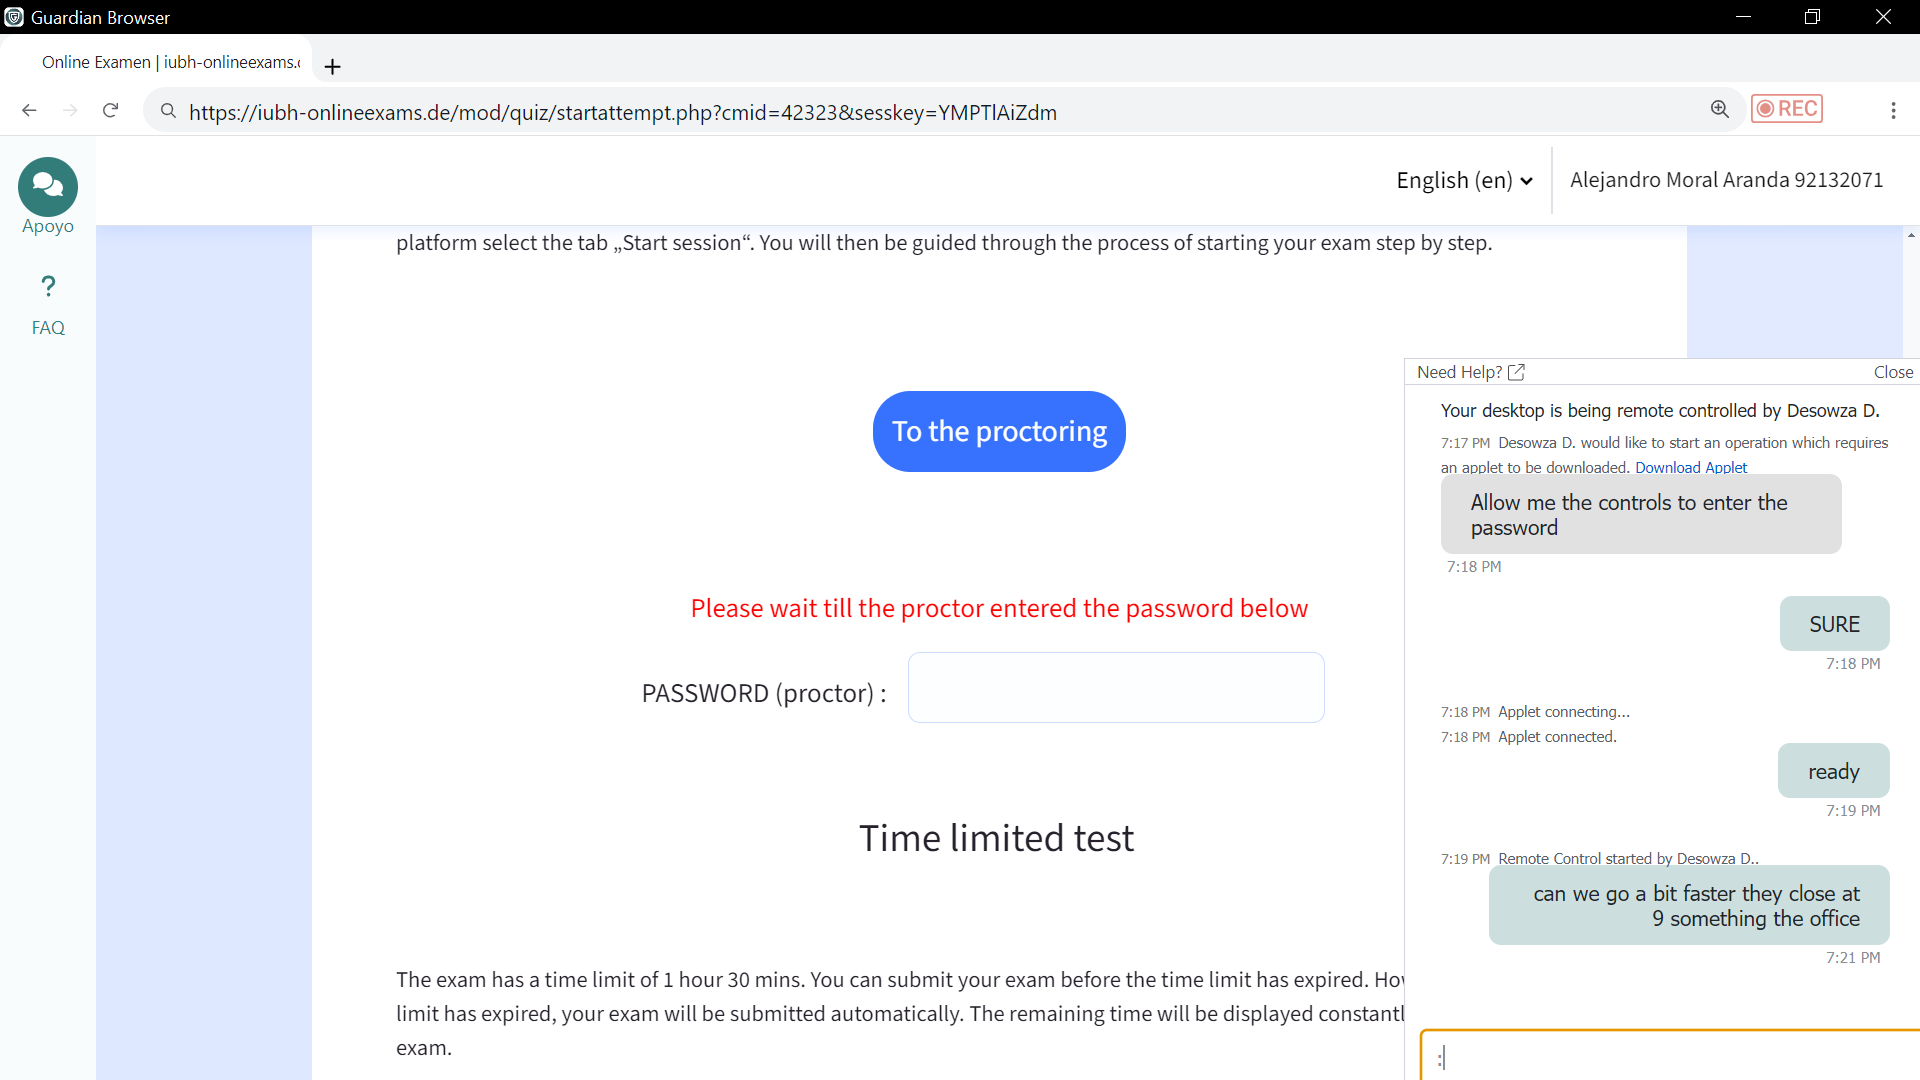 Guardian Browser
Online Examen | iubh-onlineexams.
https://iubh-onlineexams.de/mod/quiz/startattempt.php?cmid=42323&sesskey=YMPTlAiZdm
REC
Apoyo
?
FAQ
English (en)
Alejandro Moral Aranda 92132071
platform select the tab „Start session“. You will then be guided through the process of starting your exam step by step.
To the proctoring
Please wait till the proctor entered the password below
PASSWORD (proctor) :
Time limited test
The exam has a time limit of 1 hour 30 mins. You can submit your exam before the time limit has expired. Ho
limit has expired, your exam will be submitted automatically. The remaining time will be displayed constantl
exam.
Need Help?
Close
Your desktop is being remote controlled by Desowza D.
7:17 PM Desowza D. would like to start an operation which requires
an applet to be downloaded. Download Applet
Allow me the controls to enter the
password
7:18 PM
SURE
7:18 PM
7:18 PM Applet connecting...
7:18 PM Applet connected.
ready
7:19 PM
7:19 PM Remote Control started by Desowza D..
can we go a bit faster they close at
9 something the office
7:21 PM
: